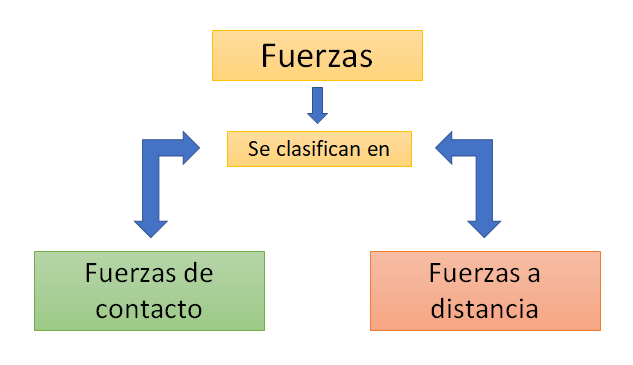 Fuerzas
Se clasifican en
Fuerzas de
contacto
Fuerzas a
distancia